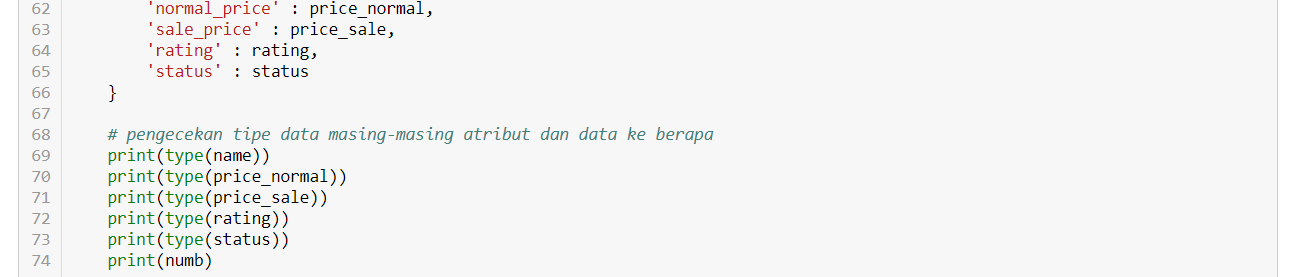 62 'normal_price' : price_normal,
63 'sale_price' : price_sale,
64 'rating' : rating,
65 'status' : status
66 }
67
68 # pengecekan tipe data masing-masing atribut dan data ke berapa
69 print(type(name))
70 print(type(price_normal))
71 print(type(price_sale))
72 print(type(rating))
73 print(type(status))
74 print(numb)